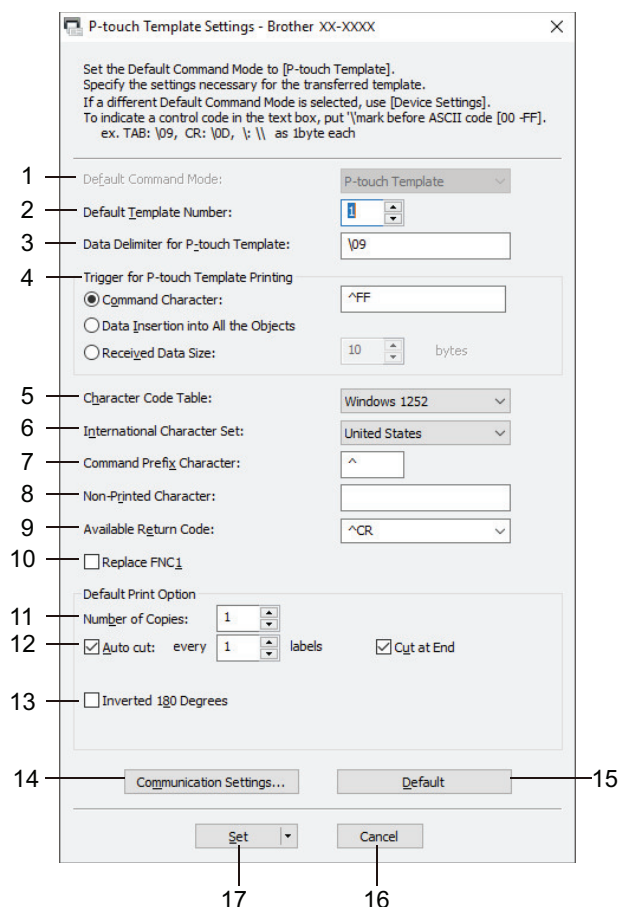 P-touch Template Settings - Brother XX-XXXX
Set the Default Command Mode to [P-touch Template].
Specify the settings necessary for the transferred template.
If a different Default Command Mode is selected, use [Device Settings].
To indicate a control code in the text box, put '\'mark before ASCII code [00 -FF].
ex. TAB: \09, CR: \0D, \: \\ as 1byte each
1 Default Command Mode: P-touch Template
2 Default Template Number: 1
3 Data Delimiter for P-touch Template: \09
4 Trigger for P-touch Template Printing
Command Character: ^FF
Data Insertion into All the Objects
Received Data Size: 10 bytes
5 Character Code Table: Windows 1252
6 International Character Set: United States
7 Command Prefix Character: ^
8 Non-Printed Character:
9 Available Return Code: ^CR
10 Replace FNC1
Default Print Option
11 Number of Copies: 1
12 Auto cut: every 1 labels Cut at End
13 Inverted 180 Degrees
14 Communication Settings... Default 15
Set Cancel
17 16